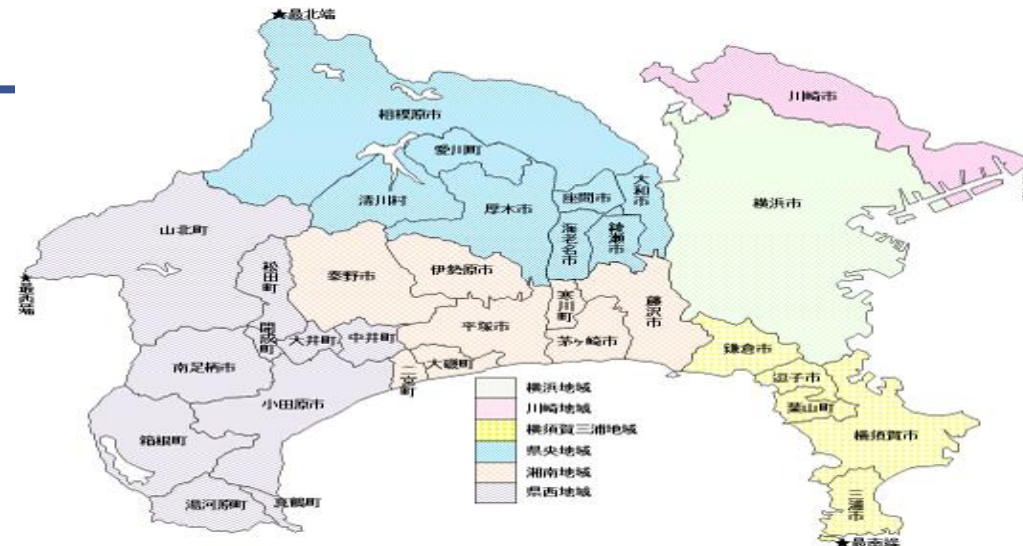 ★最北端
川崎市
相模原市
愛川町
大和市
座間市
清川村
厚木市
横浜市
山北町
海老名市
綾瀬市
松田町
秦野市
伊勢原市
★最西端
寒川町
藤沢市
平塚市
開成町
大井町
中井町
茅ヶ崎市
鎌倉市
南足柄市
大磯町
二宮町
逗子市
横浜地域
小田原市
川崎地域
葉山町
横須賀三浦地域
横須賀市
箱根町
県央地域
湘南地域
県西地域
湯河原町
真鶴町
三浦市
★最南端